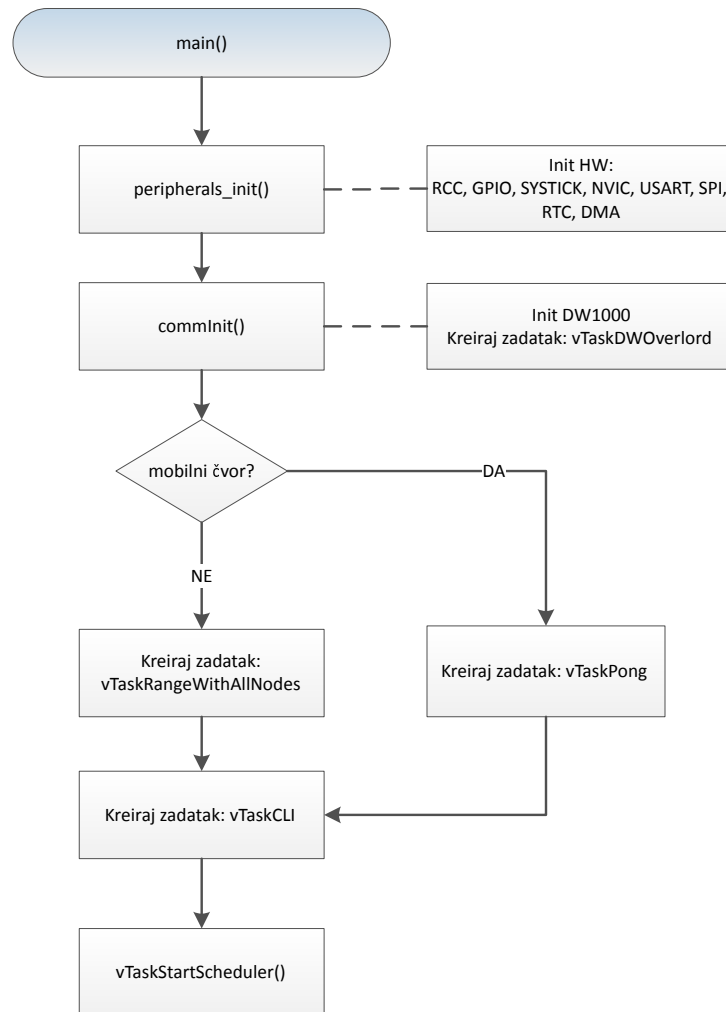 main()
peripherals_init()
Init HW:
RCC, GPIO, SYSTICK, NVIC, USART, SPI,
RTC, DMA
commInit()
Init DW1000
Kreiraj zadatak: vTaskDWOverlord
mobilni čvor?
DA
NE
Kreiraj zadatak:
vTaskRangeWithAllNodes
Kreiraj zadatak: vTaskPong
Kreiraj zadatak: vTaskCLI
vTaskStartScheduler()